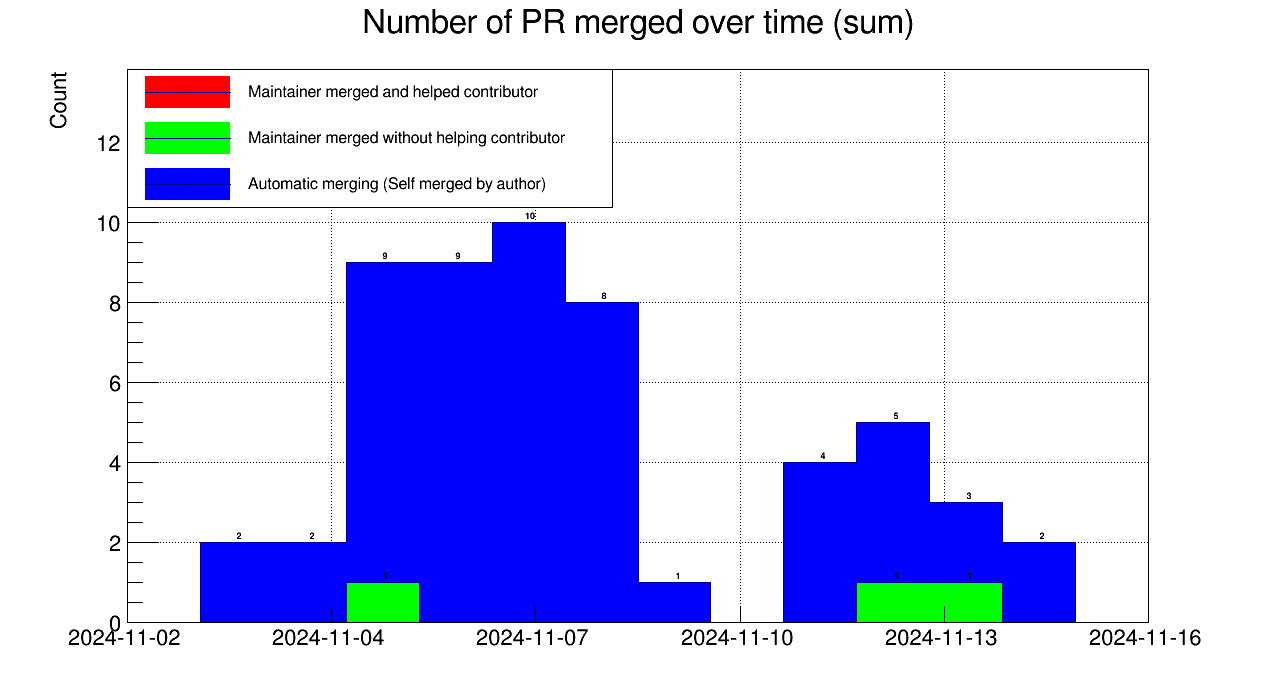 Number of PR merged over time (sum)
Count
Maintainer merged and helped contributor
Maintainer merged without helping contributor
Automatic merging (Self merged by author)
12
10
8
6
4
2
0
10
9 9
8
5
4
3
2 2 2
1 1 1 1
2024-11-02 2024-11-04 2024-11-07 2024-11-10 2024-11-13 2024-11-16